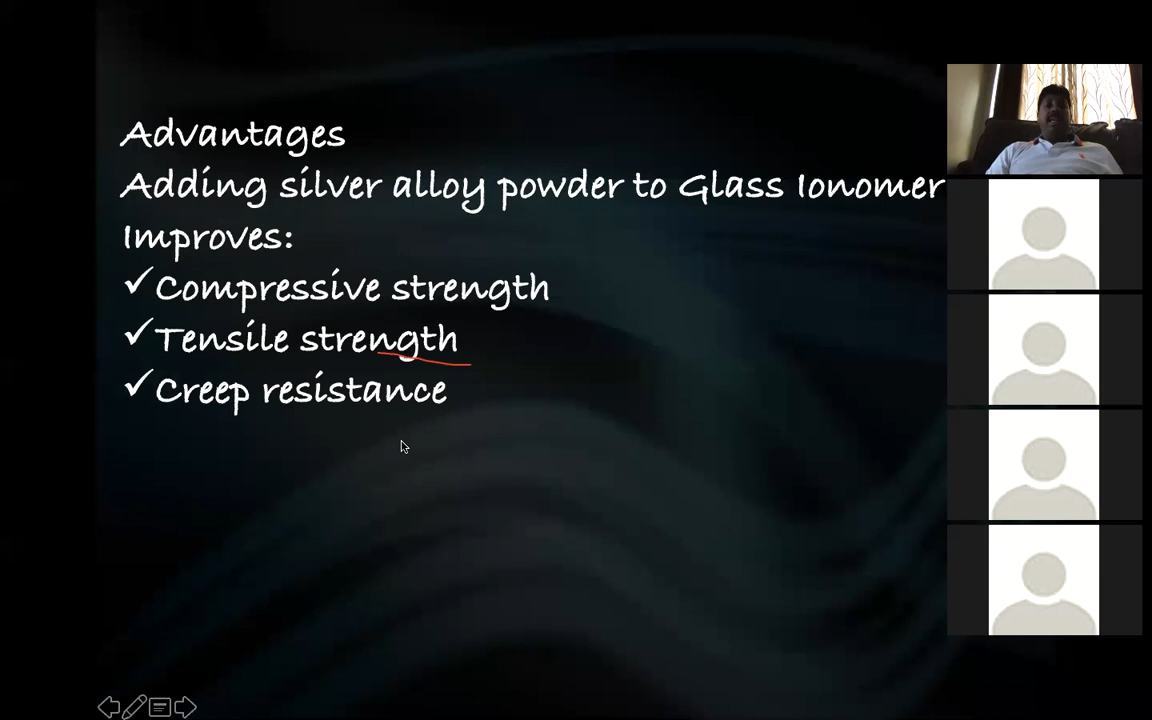 Advantages
Adding silver alloy powder to Glass Ionomer
Improves:
✓Compressive strength
✓Tensile strength
✓Creep resistance